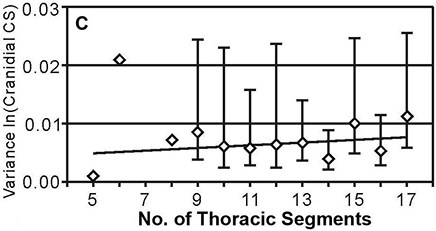 C
Variance ln(Cranidial CS)
0.03
0.02
0.01
0.00
5 7 9 11 13 15 17
No. of Thoracic Segments